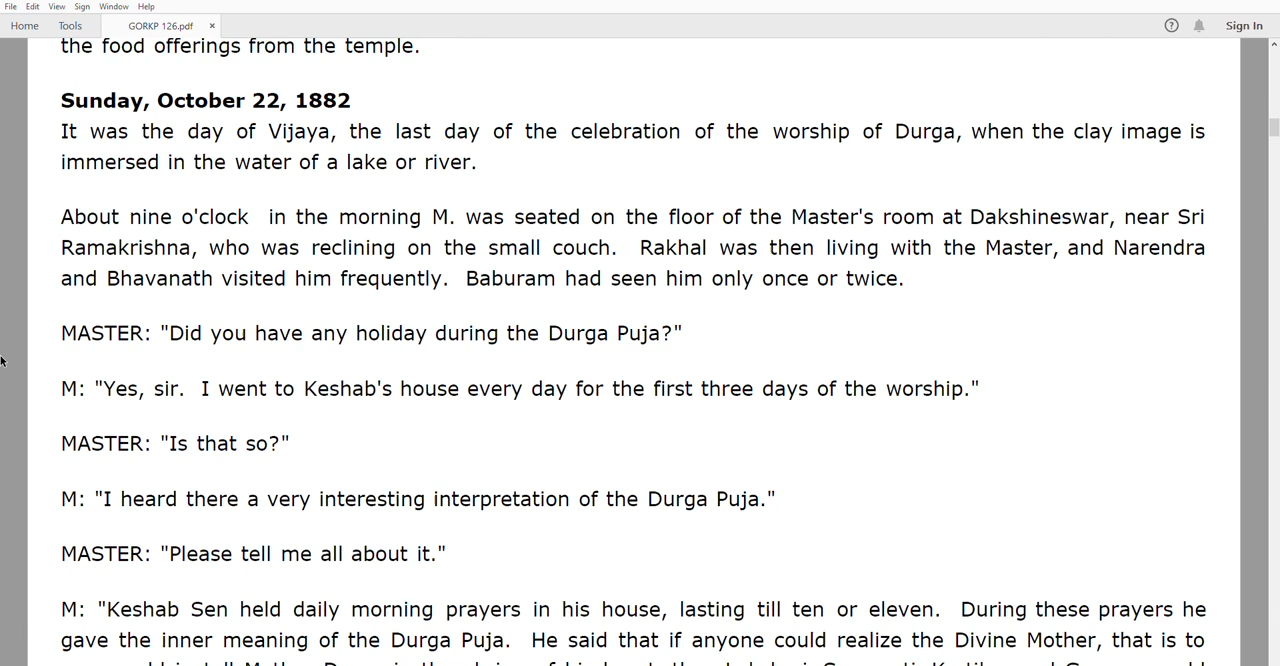 File Edit View Sign Window Help
Home Tools GORKP 126.pdf × Sign In
the food offerings from the temple.
Sunday, October 22, 1882
It was the day of Vijaya, the last day of the celebration of the worship of Durga, when the clay image is
immersed in the water of a lake or river.
About nine o'clock in the morning M. was seated on the floor of the Master's room at Dakshineswar, near Sri
Ramakrishna, who was reclining on the small couch. Rakhal was then living with the Master, and Narendra
and Bhavanath visited him frequently. Baburam had seen him only once or twice.
MASTER: "Did you have any holiday during the Durga Puja?"
M: "Yes, sir. I went to Keshab's house every day for the first three days of the worship."
MASTER: "Is that so?"
M: "I heard there a very interesting interpretation of the Durga Puja."
MASTER: "Please tell me all about it."
M: "Keshab Sen held daily morning prayers in his house, lasting till ten or eleven. During these prayers he
gave the inner meaning of the Durga Puja. He said that if anyone could realize the Divine Mother, that is to